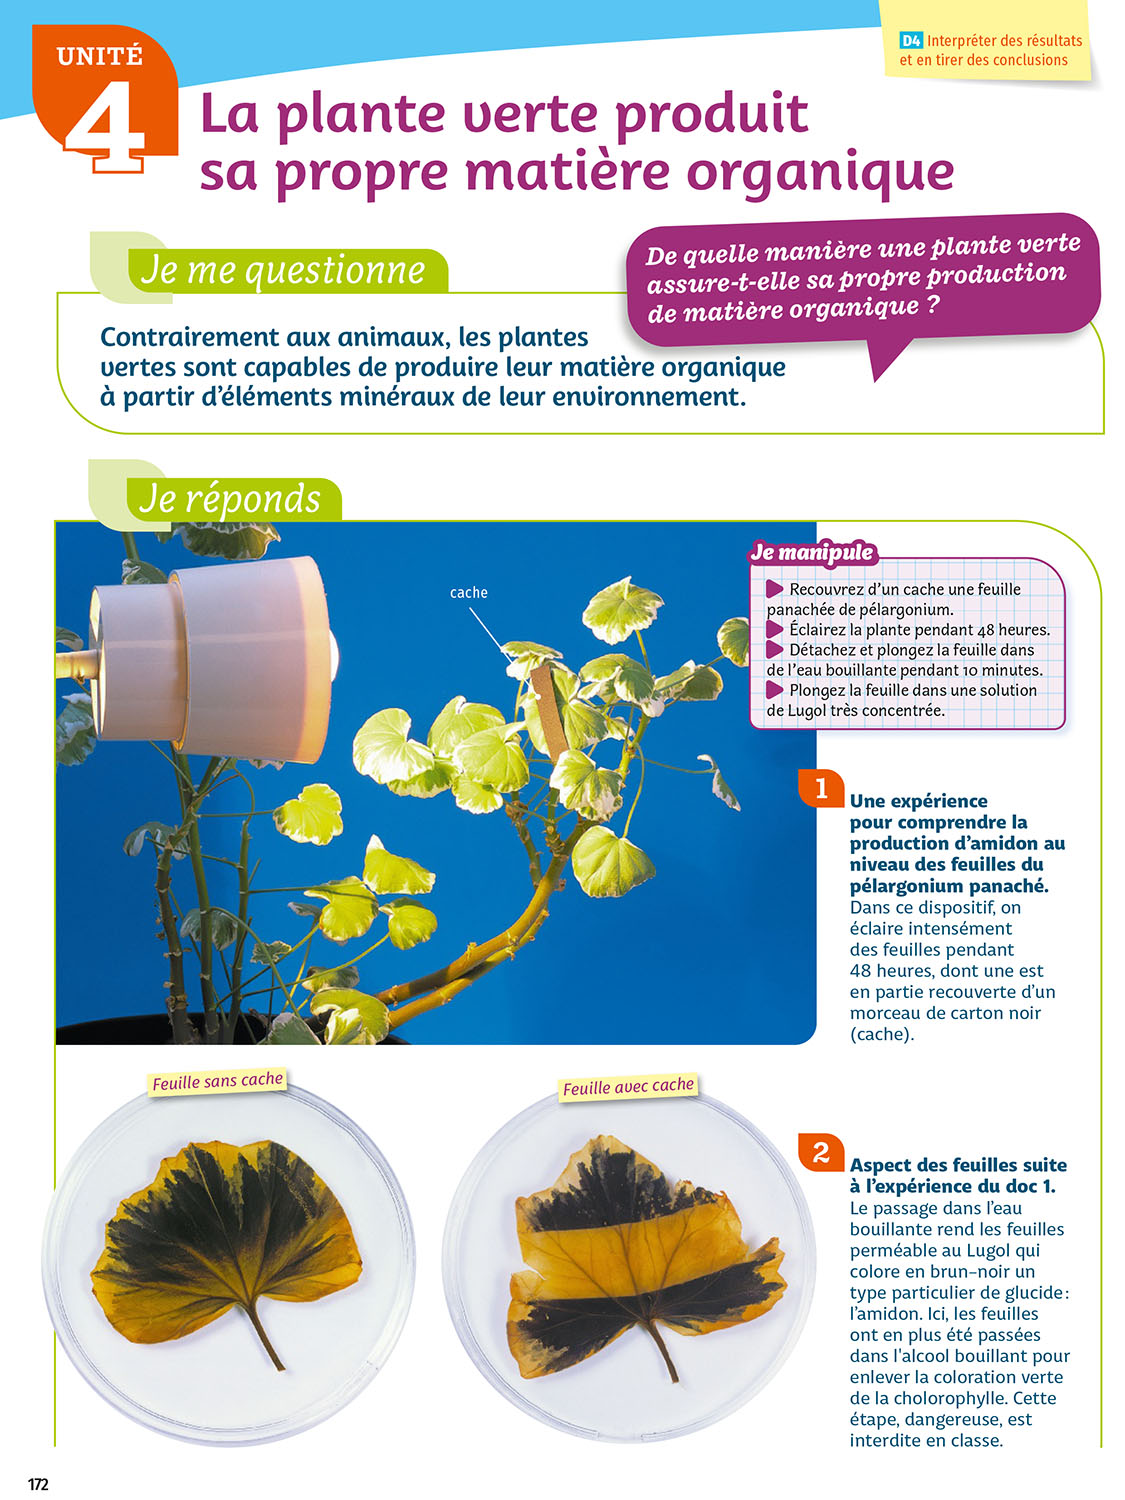 UNITÉ
4
D4 Interpréter des résultats
et en tirer des conclusions
La plante verte produit
sa propre matière organique
Je me questionne
De quelle manière une plante verte
assure-t-elle sa propre production
de matière organique ?
Contrairement aux animaux, les plantes
vertes sont capables de produire leur matière organique
à partir d'éléments minéraux de leur environnement.
Je réponds
cache
Je manipule
Recouvrez d'un cache une feuille
panachée de pélargonium.
Éclairez la plante pendant 48 heures.
Détachez et plongez la feuille dans
de l'eau bouillante pendant 10 minutes.
Plongez la feuille dans une solution
de Lugol très concentrée.
1
Une expérience
pour comprendre la
production d'amidon au
niveau des feuilles du
pélargonium panaché.
Dans ce dispositif, on
éclaire intensément
des feuilles pendant
48 heures, dont une est
en partie recouverte d'un
morceau de carton noir
(cache).
Feuille sans cache
Feuille avec cache
2
Aspect des feuilles suite
à l'expérience du doc 1.
Le passage dans l'eau
bouillante rend les feuilles
perméable au Lugol qui
colore en brun-noir un
type particulier de glucide :
l'amidon. Ici, les feuilles
ont en plus été passées
dans l'alcool bouillant pour
enlever la coloration verte
de la cholorophylle. Cette
étape, dangereuse, est
interdite en classe.
172